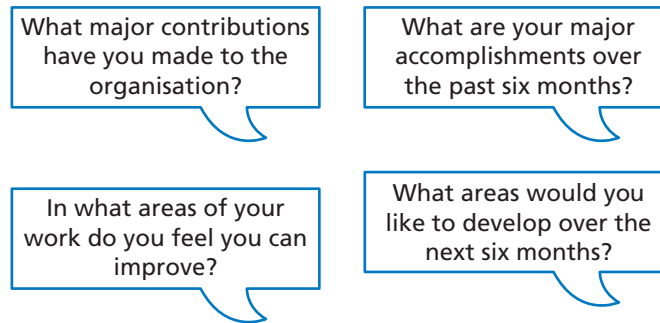 What major contributions
have you made to the
organisation?
What are your major
accomplishments over
the past six months?
In what areas of your
work do you feel you can
improve?
What areas would you
like to develop over the
next six months?